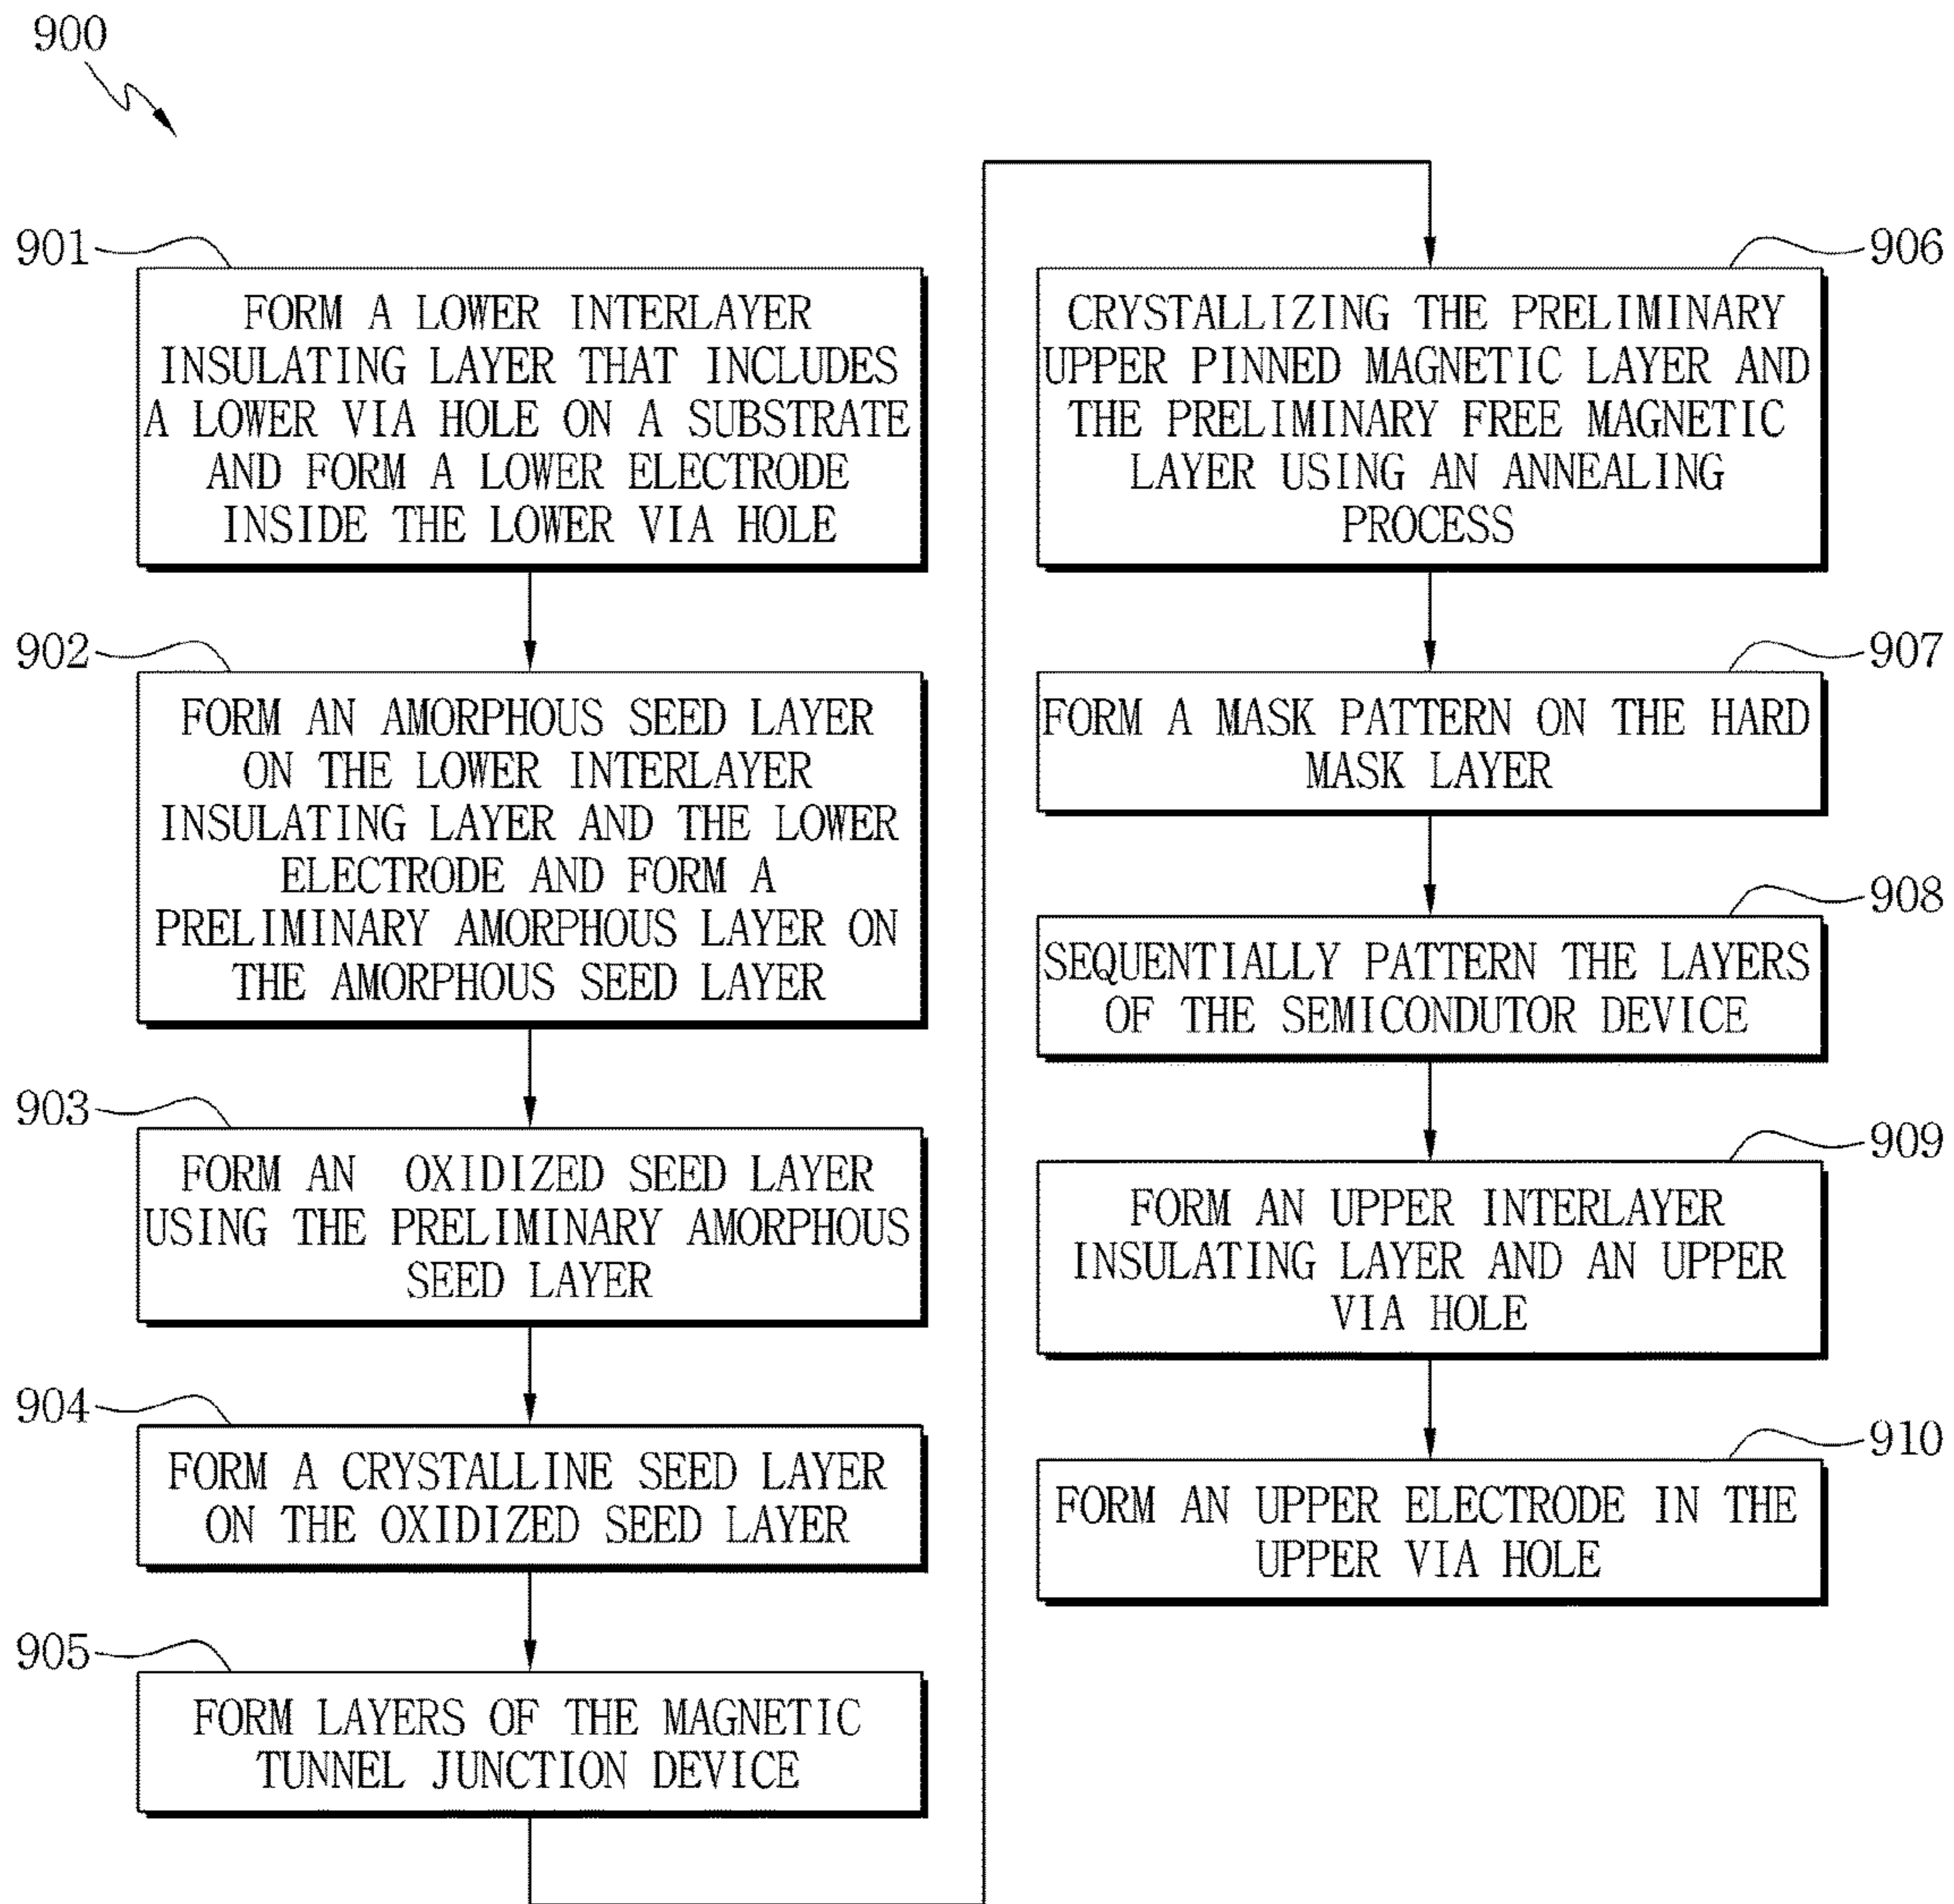 900
901
FORM A LOWER INTERLAYER
INSULATING LAYER THAT INCLUDES
A LOWER VIA HOLE ON A SUBSTRATE
AND FORM A LOWER ELECTRODE
INSIDE THE LOWER VIA HOLE
902
FORM AN AMORPHOUS SEED LAYER
ON THE LOWER INTERLAYER
INSULATING LAYER AND THE LOWER
ELECTRODE AND FORM A
PRELIMINARY AMORPHOUS LAYER ON
THE AMORPHOUS SEED LAYER
903
FORM AN OXIDIZED SEED LAYER
USING THE PRELIMINARY AMORPHOUS
SEED LAYER
904
FORM A CRYSTALLINE SEED LAYER
ON THE OXIDIZED SEED LAYER
905
FORM LAYERS OF THE MAGNETIC
TUNNEL JUNCTION DEVICE
906
CRYSTALLIZING THE PRELIMINARY
UPPER PINNED MAGNETIC LAYER AND
THE PRELIMINARY FREE MAGNETIC
LAYER USING AN ANNEALING
PROCESS
907
FORM A MASK PATTERN ON THE HARD
MASK LAYER
908
SEQUENTIALLY PATTERN THE LAYERS
OF THE SEMICONDUTOR DEVICE
909
FORM AN UPPER INTERLAYER
INSULATING LAYER AND AN UPPER
VIA HOLE
910
FORM AN UPPER ELECTRODE IN THE
UPPER VIA HOLE